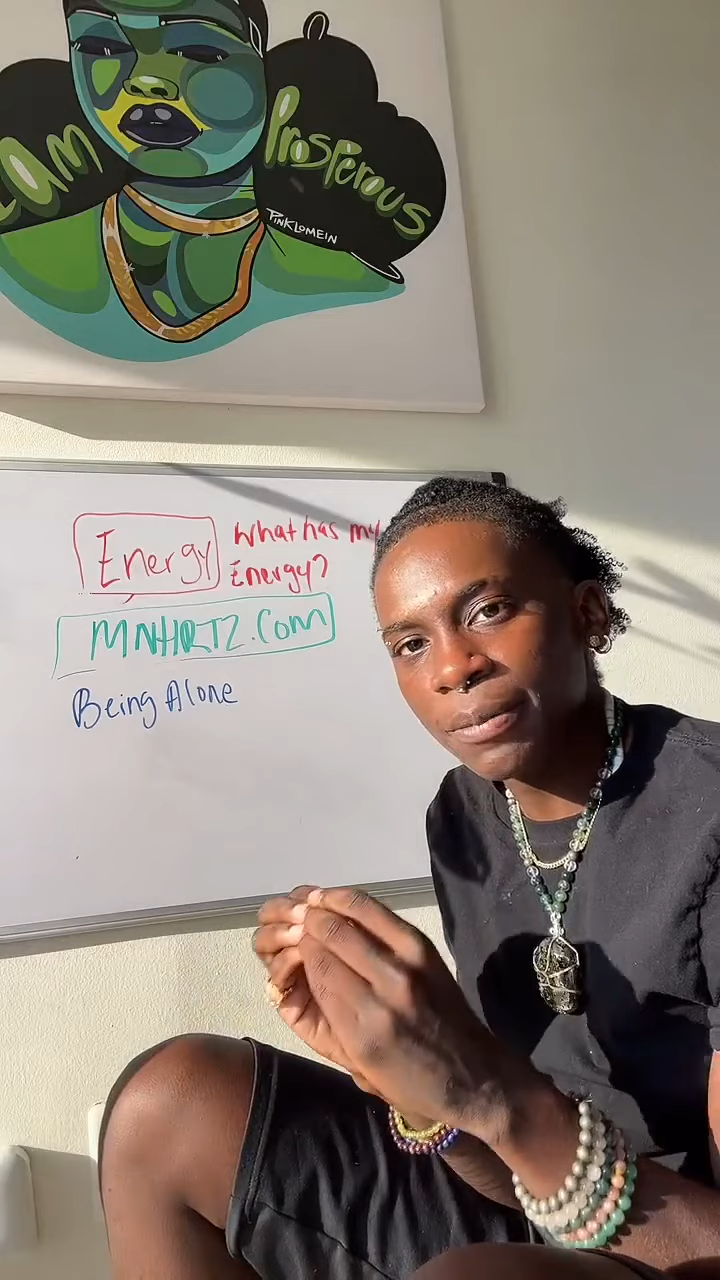 I am Prosperous
PINKLOMEIN
Energy What has my
Energy?
MNHRTZ.Com
Being Alone